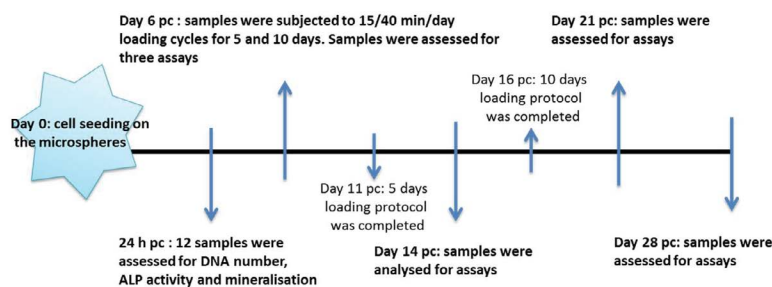 Day 6 pc : samples were subjected to 15/40 min/day
loading cycles for 5 and 10 days. Samples were assessed for
three assays
Day 21 pc: samples were
assessed for assays
Day 16 pc: 10 days
loading protocol
was completed
Day 0: cell seeding on
the microspheres
Day 11 pc: 5 days
loading protocol
was completed
24 h pc : 12 samples were
assessed for DNA number,
ALP activity and mineralisation
Day 14 pc: samples were
analysed for assays
Day 28 pc: samples were
assessed for assays